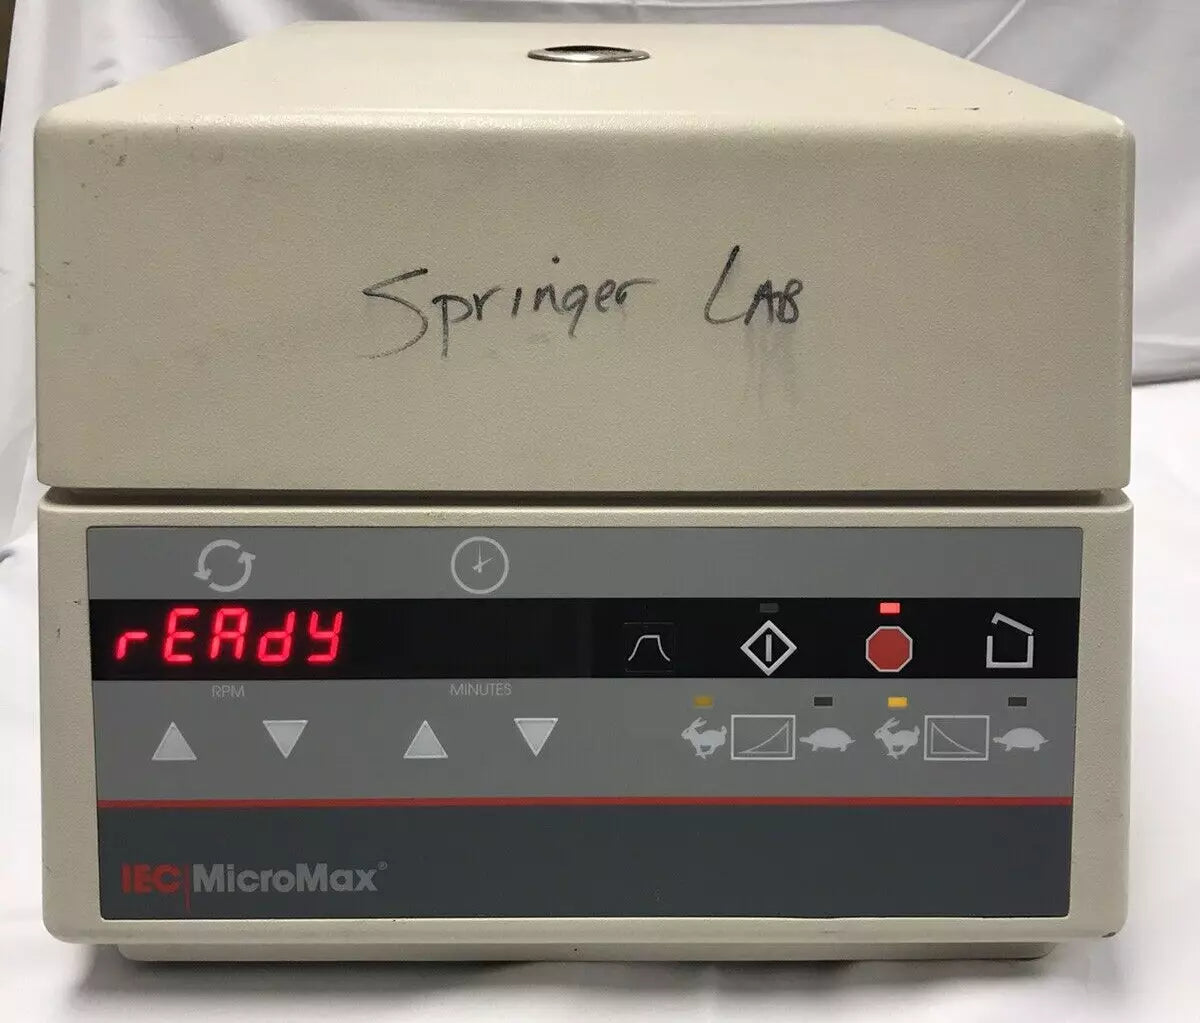 Springer LAB
rEAdy
RPM MINUTES
IEC|MicroMax®